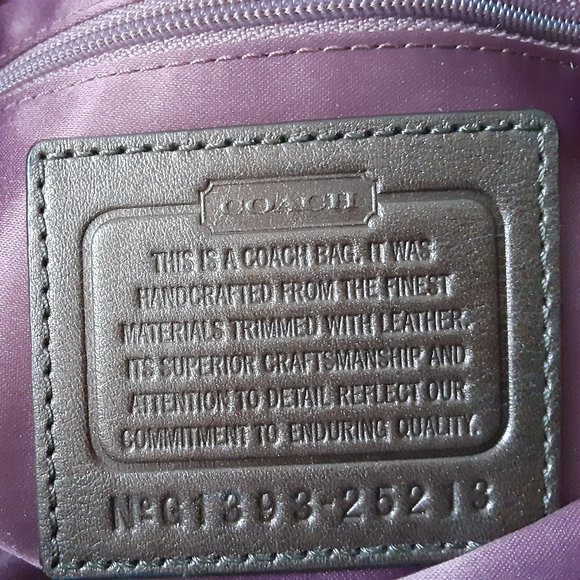 COACH
THIS IS A COACH BAG. IT WAS
HANDCRAFTED FROM THE FINEST
MATERIALS TRIMMED WITH LEATHER.
ITS SUPERIOR CRAFTSMANSHIP AND
ATTENTION TO DETAIL REFLECT OUR
COMMITMENT TO ENDURING QUALITY.
Nº G1393-25213